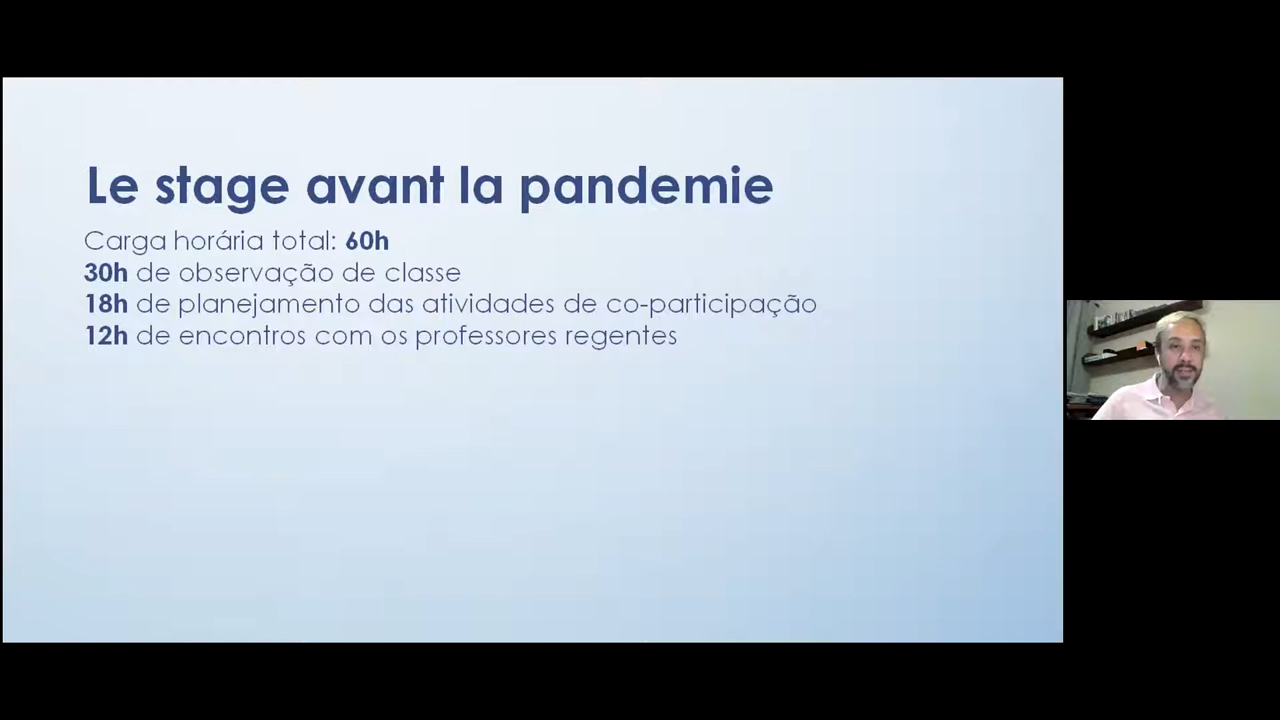 Le stage avant la pandemie
Carga horária total: 60h
30h de observação de classe
18h de planejamento das atividades de co-participação
12h de encontros com os professores regentes